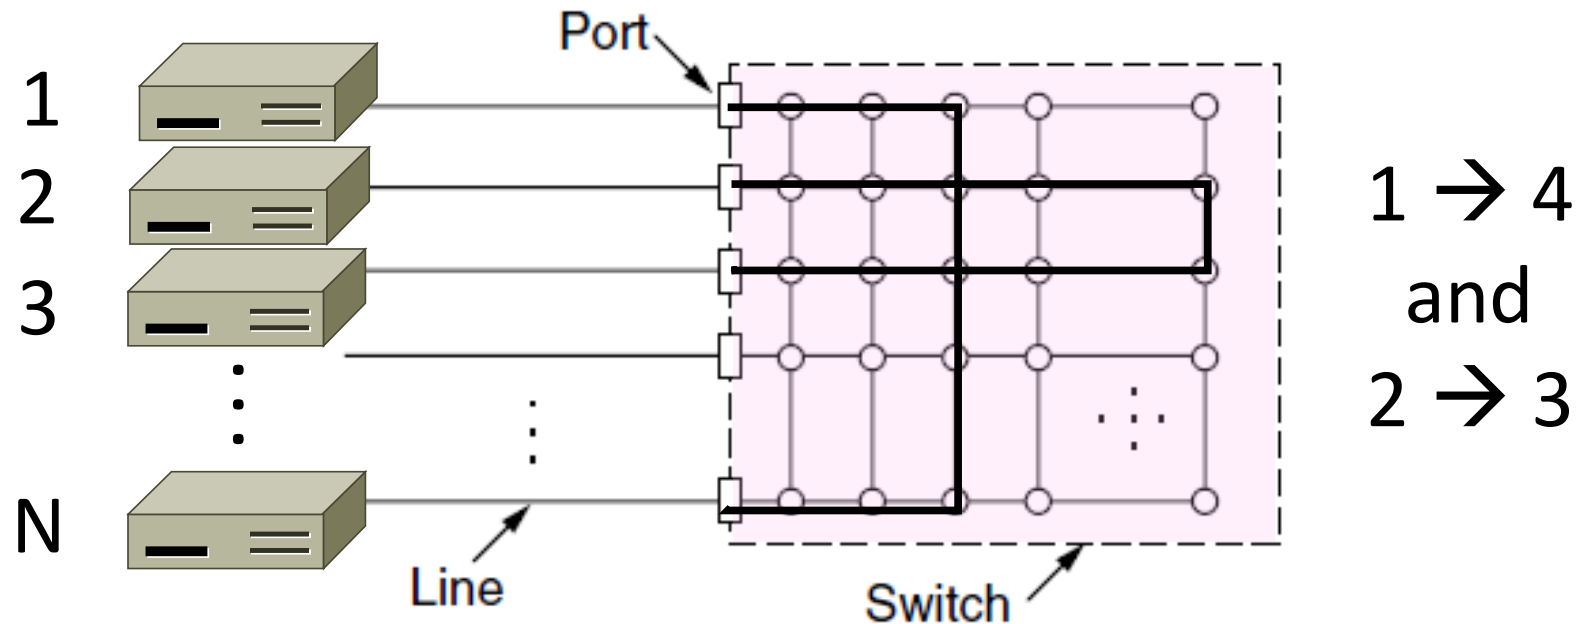 Port
1
2
3
N
Line
Switch
1 → 4
and
2 → 3